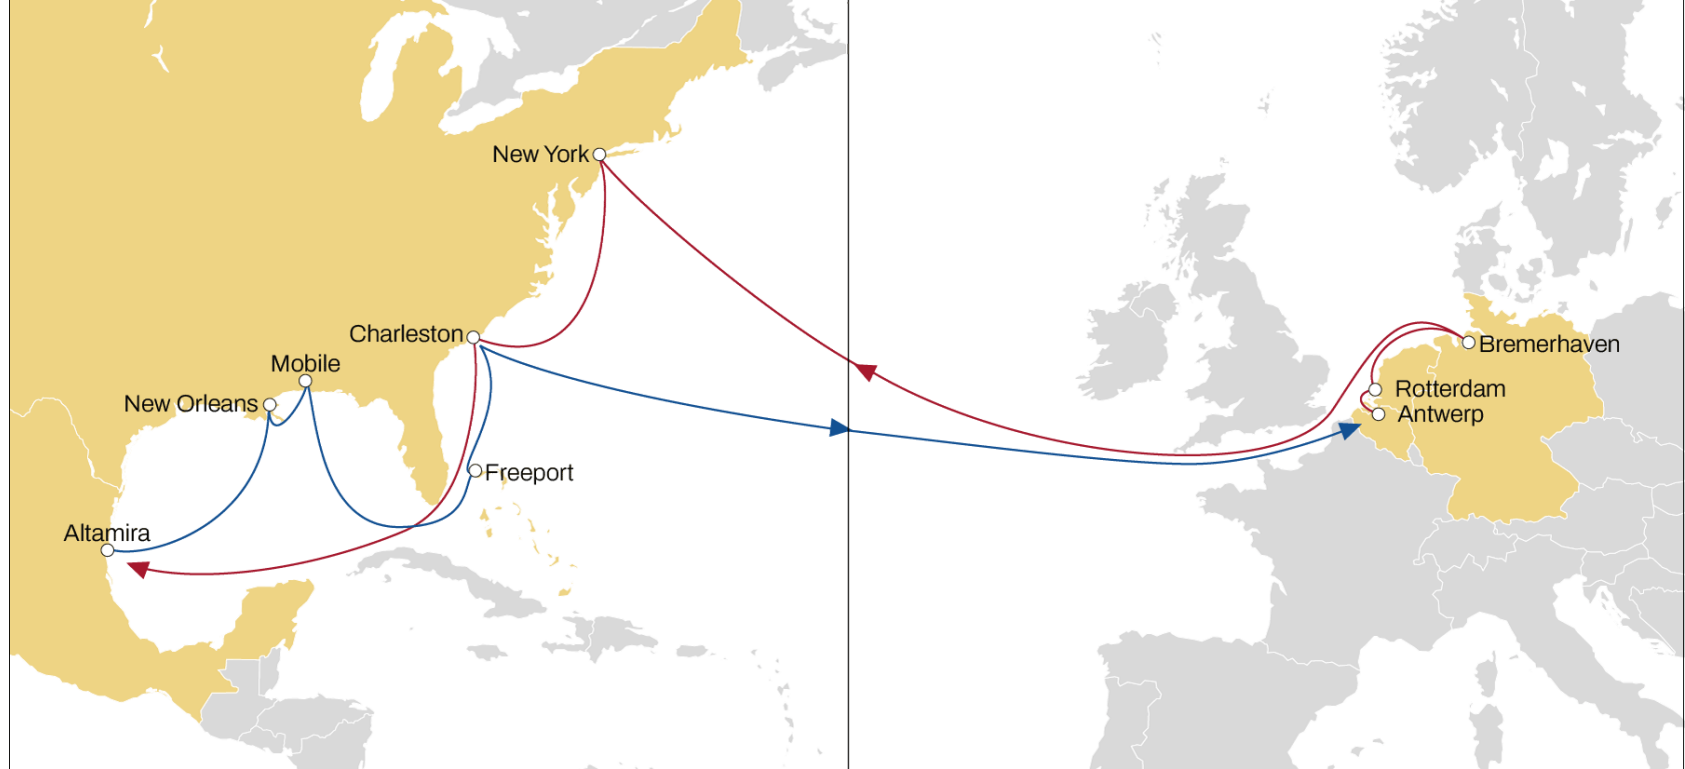 New York
Charleston
Mobile
New Orleans
Freeport
Altamira
Bremerhaven
Rotterdam
Antwerp